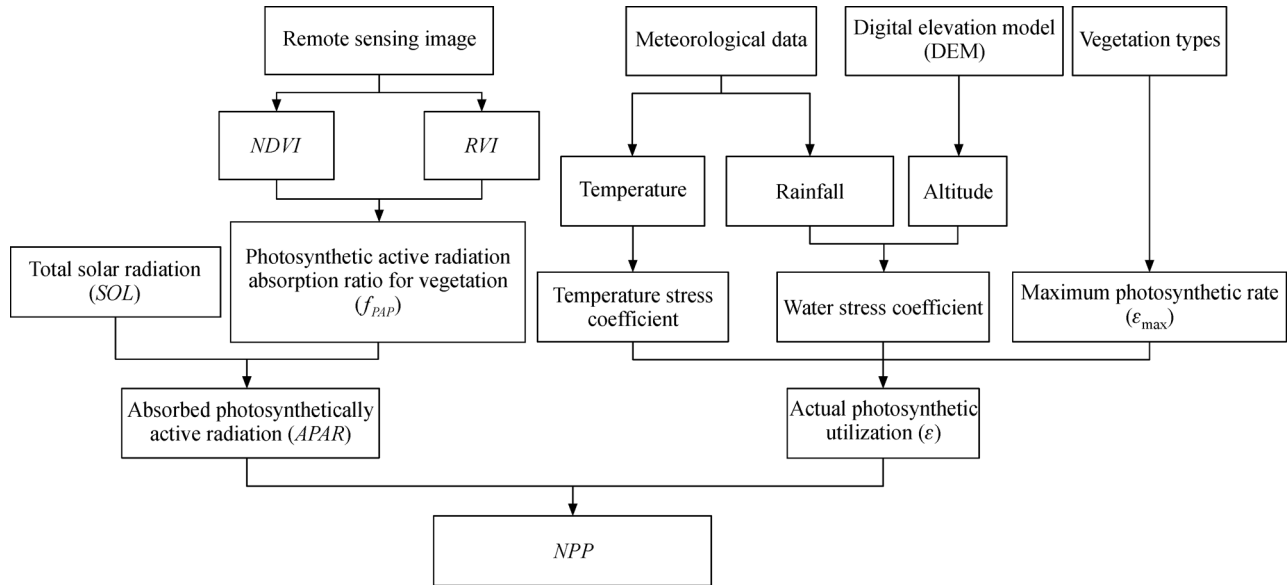 Remote sensing image
Meteorological data
Digital elevation model
(DEM)
Vegetation types
NDVI
RVI
Temperature
Rainfall
Altitude
Total solar radiation
(SOL)
Photosynthetic active radiation
absorption ratio for vegetation
(f_PAP)
Temperature stress
coefficient
Water stress coefficient
Maximum photosynthetic rate
(ε_max)
Absorbed photosynthetically
active radiation (APAR)
Actual photosynthetic
utilization (ε)
NPP